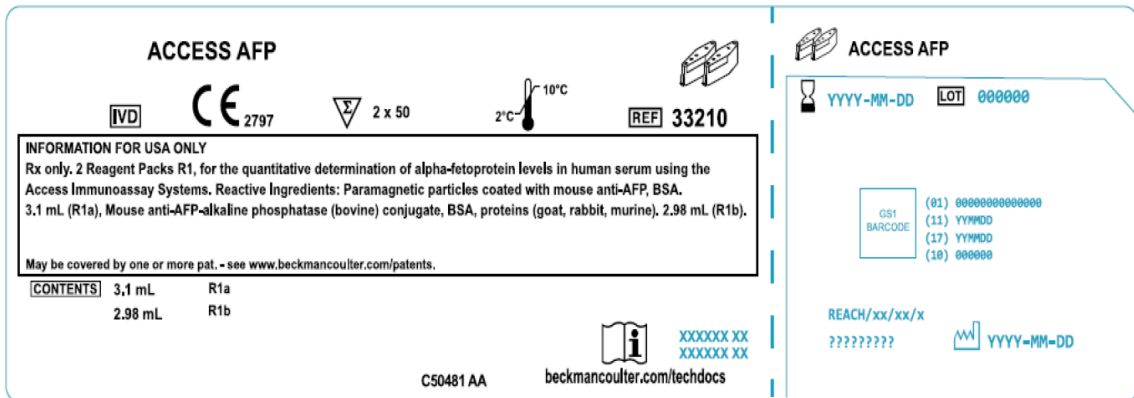 ACCESS AFP
IVD
CE 2797
Σ 2 x 50
2°C 10°C
REF 33210
INFORMATION FOR USA ONLY
Rx only. 2 Reagent Packs R1, for the quantitative determination of alpha-fetoprotein levels in human serum using the
Access Immunoassay Systems. Reactive Ingredients: Paramagnetic particles coated with mouse anti-AFP, BSA.
3.1 mL (R1a), Mouse anti-AFP-alkaline phosphatase (bovine) conjugate, BSA, proteins (goat, rabbit, murine). 2.98 mL (R1b).
May be covered by one or more pat. - see www.beckmancoulter.com/patents.
CONTENTS 3.1 mL R1a
2.98 mL R1b
i
XXXXXX XX
XXXXXX XX
C50481 AA
beckmancoulter.com/techdocs
ACCESS AFP
YYYY-MM-DD LOT 000000
GS1
BARCODE
(01) 00000000000000
(11) YYMMDD
(17) YYMMDD
(10) 000000
REACH/xx/xx/x
?????????
YYYY-MM-DD